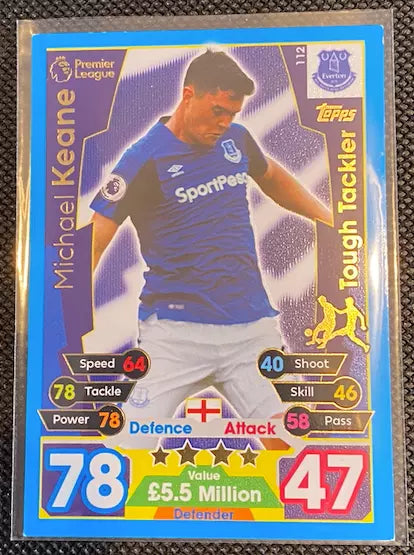 Premier
League
112
Everton
Topps
Michael Keane
Tough Tackler
SportPesa
umbro
Speed 64
40 Shoot
78 Tackle
Skill 46
Power 78
58 Pass
Defence
Attack
78
Value
£5.5 Million
47
Defender